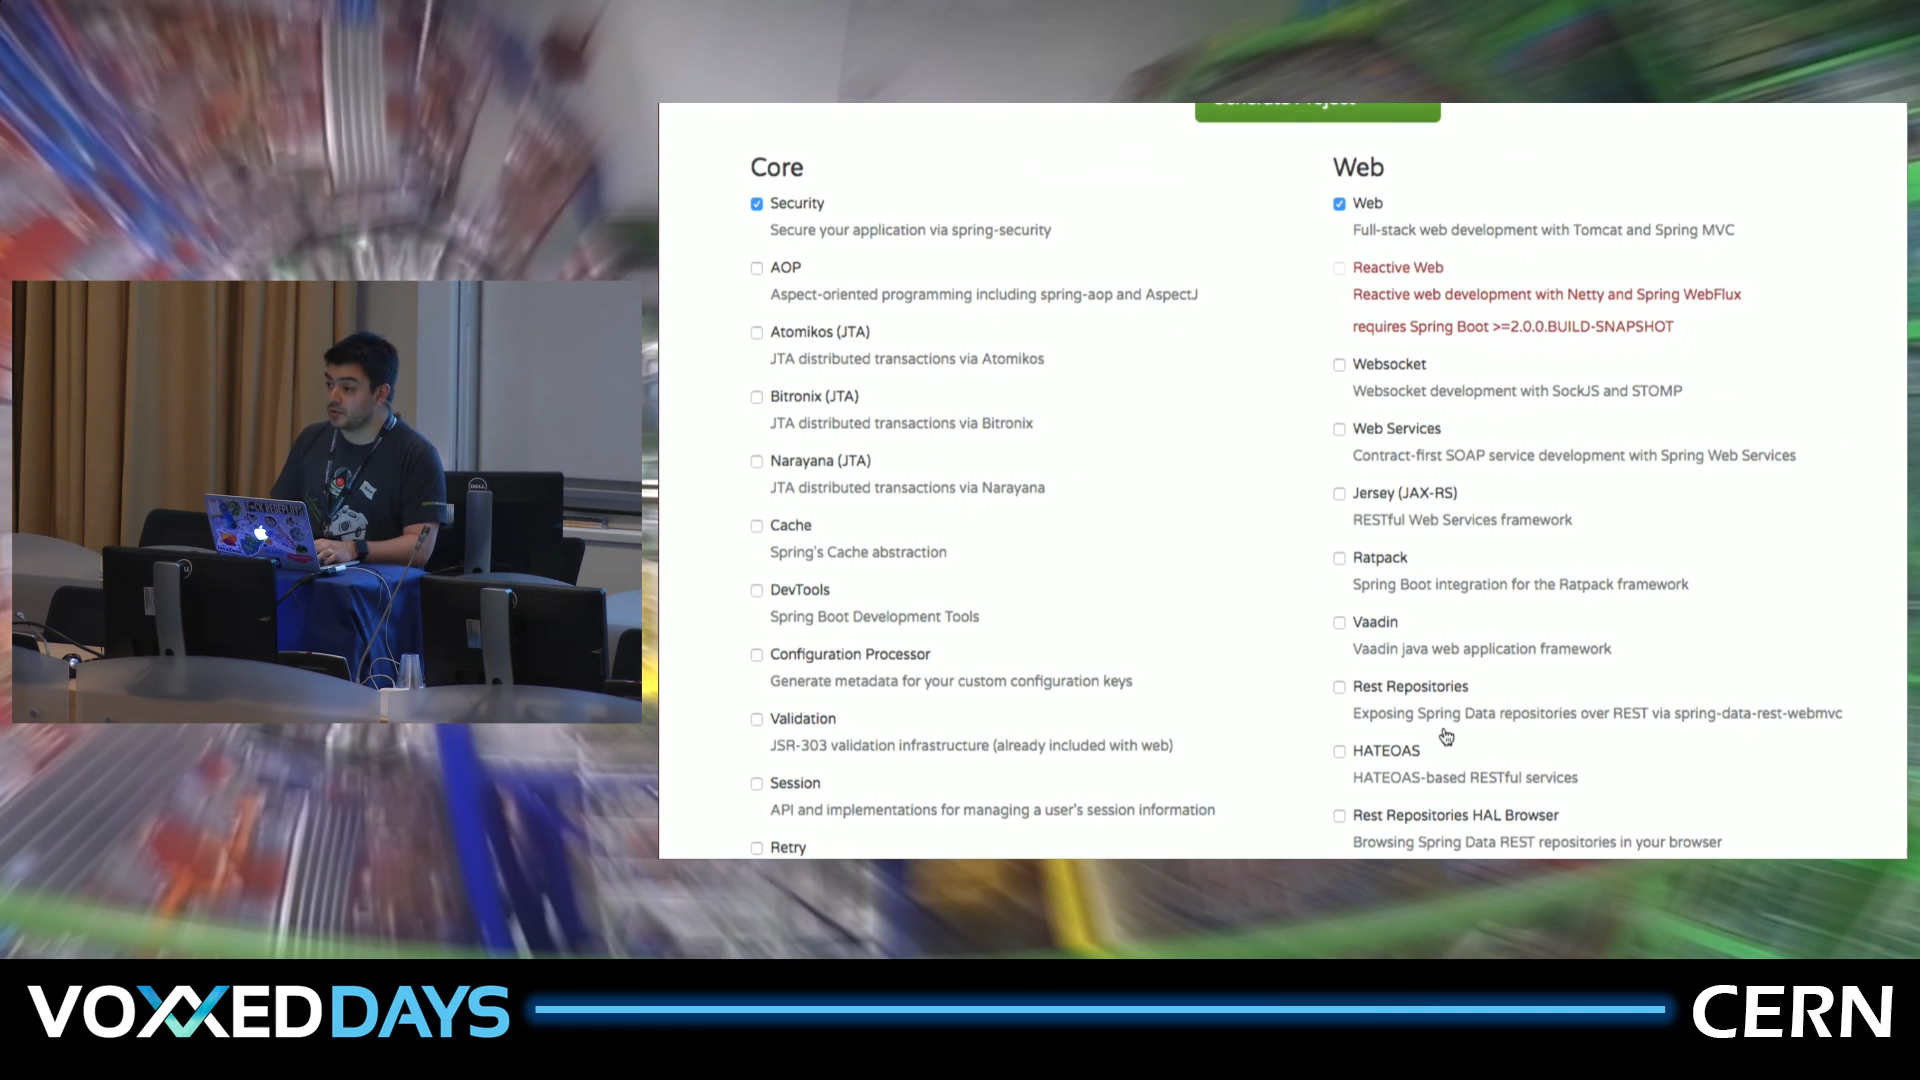 Generate Project
Core
Security
Secure your application via spring-security
AOP
Aspect-oriented programming including spring-aop and AspectJ
Atomikos (JTA)
JTA distributed transactions via Atomikos
Bitronix (JTA)
JTA distributed transactions via Bitronix
Narayana (JTA)
JTA distributed transactions via Narayana
Cache
Spring's Cache abstraction
DevTools
Spring Boot Development Tools
Configuration Processor
Generate metadata for your custom configuration keys
Validation
JSR-303 validation infrastructure (already included with web)
Session
API and implementations for managing a user's session information
Retry
Web
Web
Full-stack web development with Tomcat and Spring MVC
Reactive Web
Reactive web development with Netty and Spring WebFlux
requires Spring Boot >=2.0.0.BUILD-SNAPSHOT
Websocket
Websocket development with SockJS and STOMP
Web Services
Contract-first SOAP service development with Spring Web Services
Jersey (JAX-RS)
RESTful Web Services framework
Ratpack
Spring Boot integration for the Ratpack framework
Vaadin
Vaadin java web application framework
Rest Repositories
Exposing Spring Data repositories over REST via spring-data-rest-webmvc
HATEOAS
HATEOAS-based RESTful services
Rest Repositories HAL Browser
Browsing Spring Data REST repositories in your browser
DELL
VOXXED DAYS
CERN